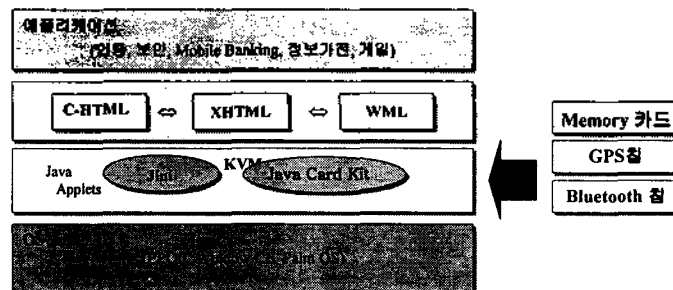 애플리케이션
(인증, 보안, Mobile Banking, 정보가전, 게임)
C-HTML ⇔ XHTML ⇔ WML
Java Applets
Jini
KVM
Java Card Kit
Memory 카드
GPS칩
Bluetooth 칩
Palm OS)